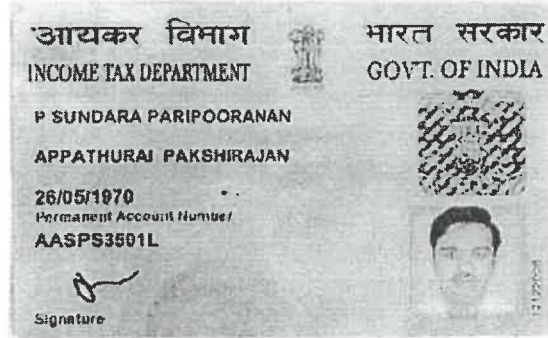 आयकर विभाग
भारत सरकार
INCOME TAX DEPARTMENT
GOVT. OF INDIA
P SUNDARA PARIPOORANAN
APPATHURAI PAKSHIRAJAN
26/05/1970
Permanent Account Number
AASPS3501L
Signature